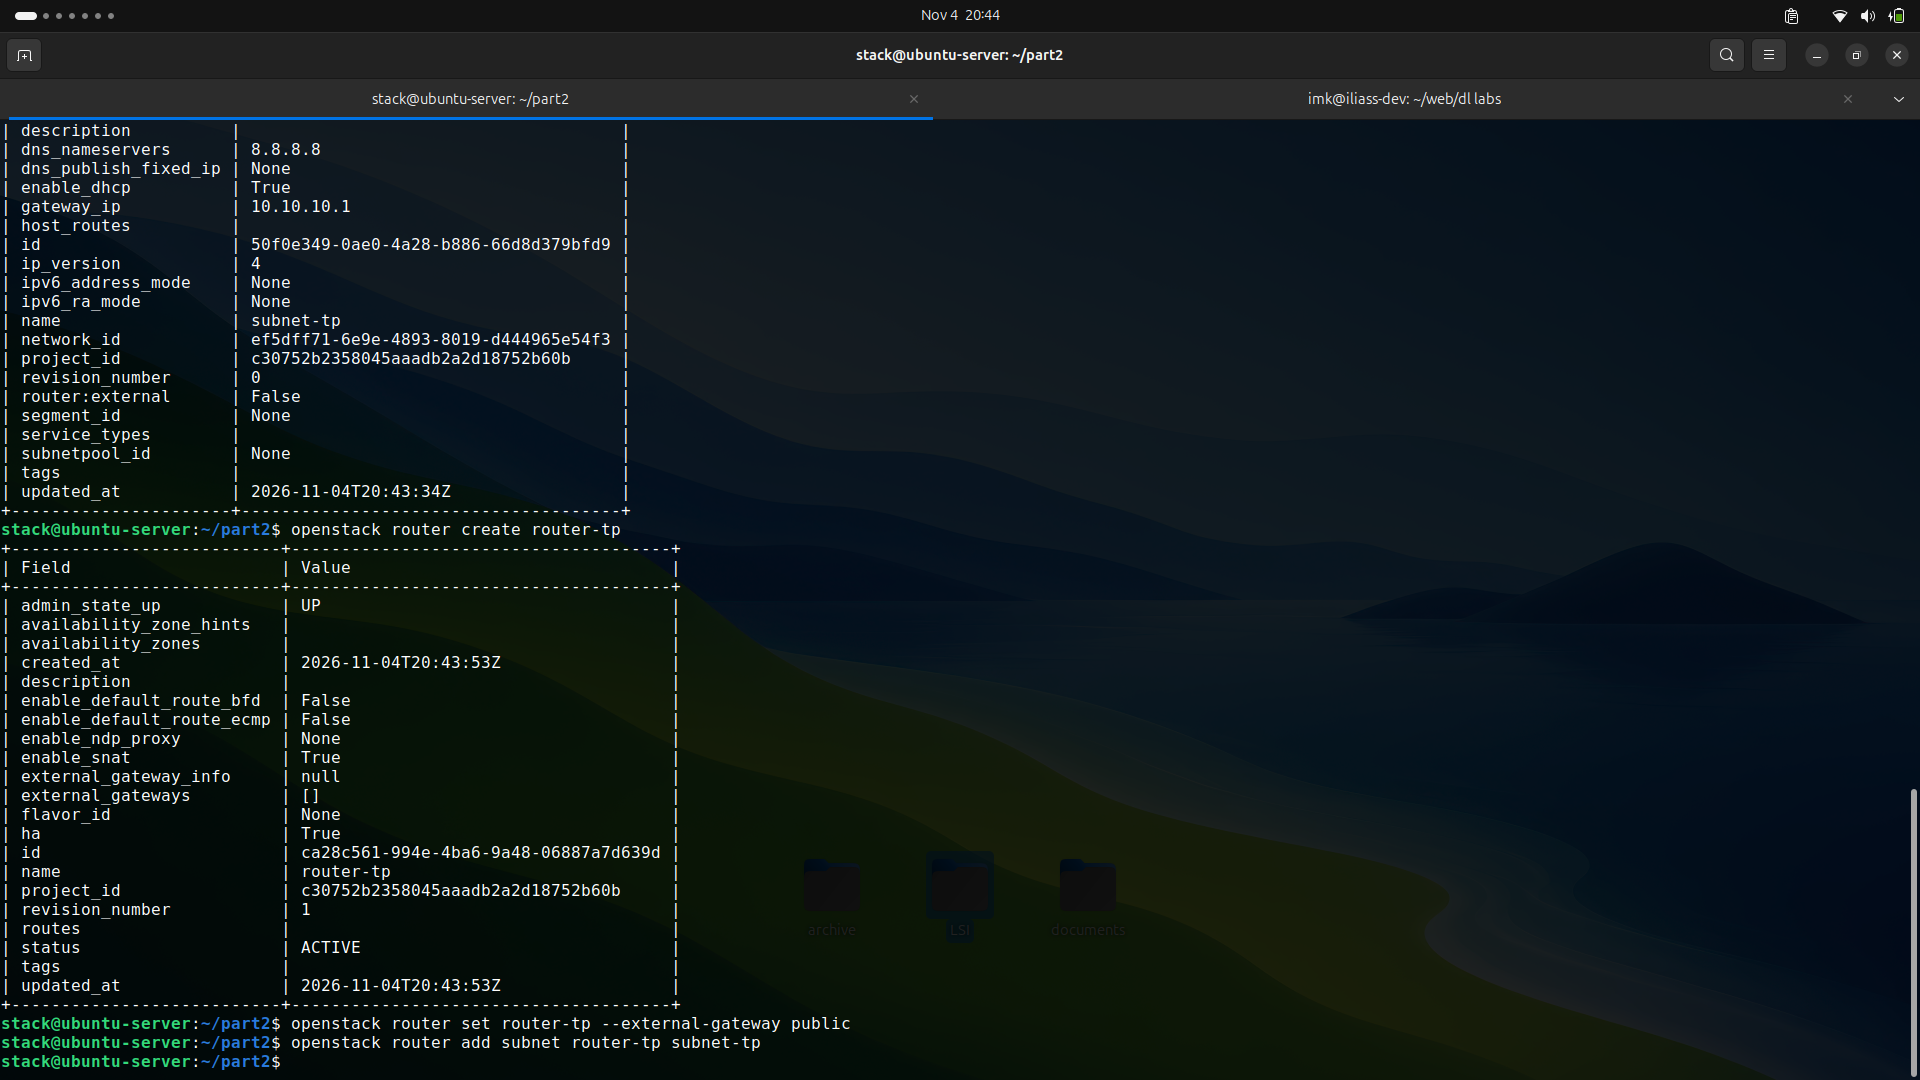 Nov 4 20:44
stack@ubuntu-server: ~/part2
stack@ubuntu-server: ~/part2
imk@iliass-dev: ~/web/dl labs
| description          |                                      |
| dns_nameservers      | 8.8.8.8                              |
| dns_publish_fixed_ip | None                                 |
| enable_dhcp          | True                                 |
| gateway_ip           | 10.10.10.1                           |
| host_routes          |                                      |
| id                   | 50f0e349-0ae0-4a28-b886-66d8d379bfd9 |
| ip_version           | 4                                    |
| ipv6_address_mode    | None                                 |
| ipv6_ra_mode         | None                                 |
| name                 | subnet-tp                            |
| network_id           | ef5dff71-6e9e-4893-8019-d444965e54f3 |
| project_id           | c30752b2358045aaadb2a2d18752b60b     |
| revision_number      | 0                                    |
| router:external      | False                                |
| segment_id           | None                                 |
| service_types        |                                      |
| subnetpool_id        | None                                 |
| tags                 |                                      |
| updated_at           | 2026-11-04T20:43:34Z                 |
+----------------------+--------------------------------------+
stack@ubuntu-server:~/part2$ openstack router create router-tp
+---------------------------+--------------------------------------+
| Field                     | Value                                |
+---------------------------+--------------------------------------+
| admin_state_up            | UP                                   |
| availability_zone_hints   |                                      |
| availability_zones        |                                      |
| created_at                | 2026-11-04T20:43:53Z                 |
| description               |                                      |
| enable_default_route_bfd  | False                                |
| enable_default_route_ecmp | False                                |
| enable_ndp_proxy          | None                                 |
| enable_snat               | True                                 |
| external_gateway_info     | null                                 |
| external_gateways         | []                                   |
| flavor_id                 | None                                 |
| ha                        | True                                 |
| id                        | ca28c561-994e-4ba6-9a48-06887a7d639d |
| name                      | router-tp                            |
| project_id                | c30752b2358045aaadb2a2d18752b60b     |
| revision_number           | 1                                    |
| routes                    |                                      |
| status                    | ACTIVE                               |
| tags                      |                                      |
| updated_at                | 2026-11-04T20:43:53Z                 |
+---------------------------+--------------------------------------+
stack@ubuntu-server:~/part2$ openstack router set router-tp --external-gateway public
stack@ubuntu-server:~/part2$ openstack router add subnet router-tp subnet-tp
stack@ubuntu-server:~/part2$
archive
LSI
documents